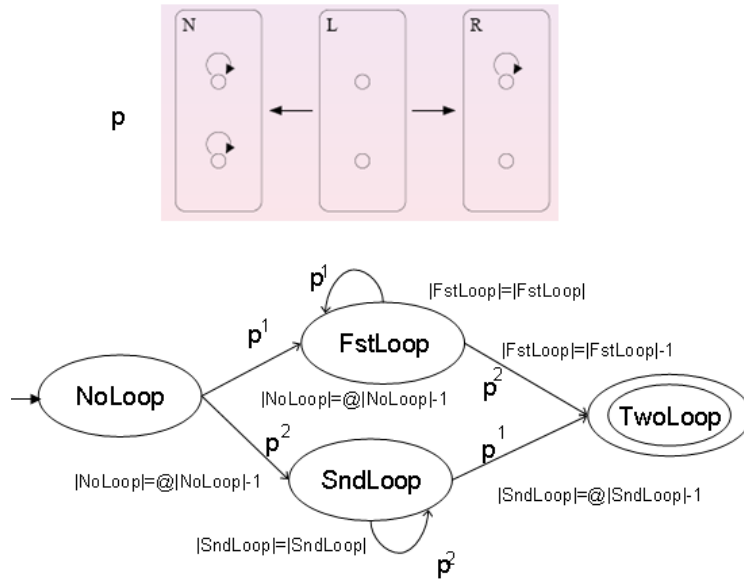 N
L
R
p
p¹
|FstLoop|=|FstLoop|
p¹
FstLoop
|FstLoop|=|FstLoop|-1
NoLoop
|NoLoop|=@|NoLoop|-1
p²
TwoLoop
p²
p¹
|NoLoop|=@|NoLoop|-1
SndLoop
|SndLoop|=@|SndLoop|-1
|SndLoop|=|SndLoop|
p²